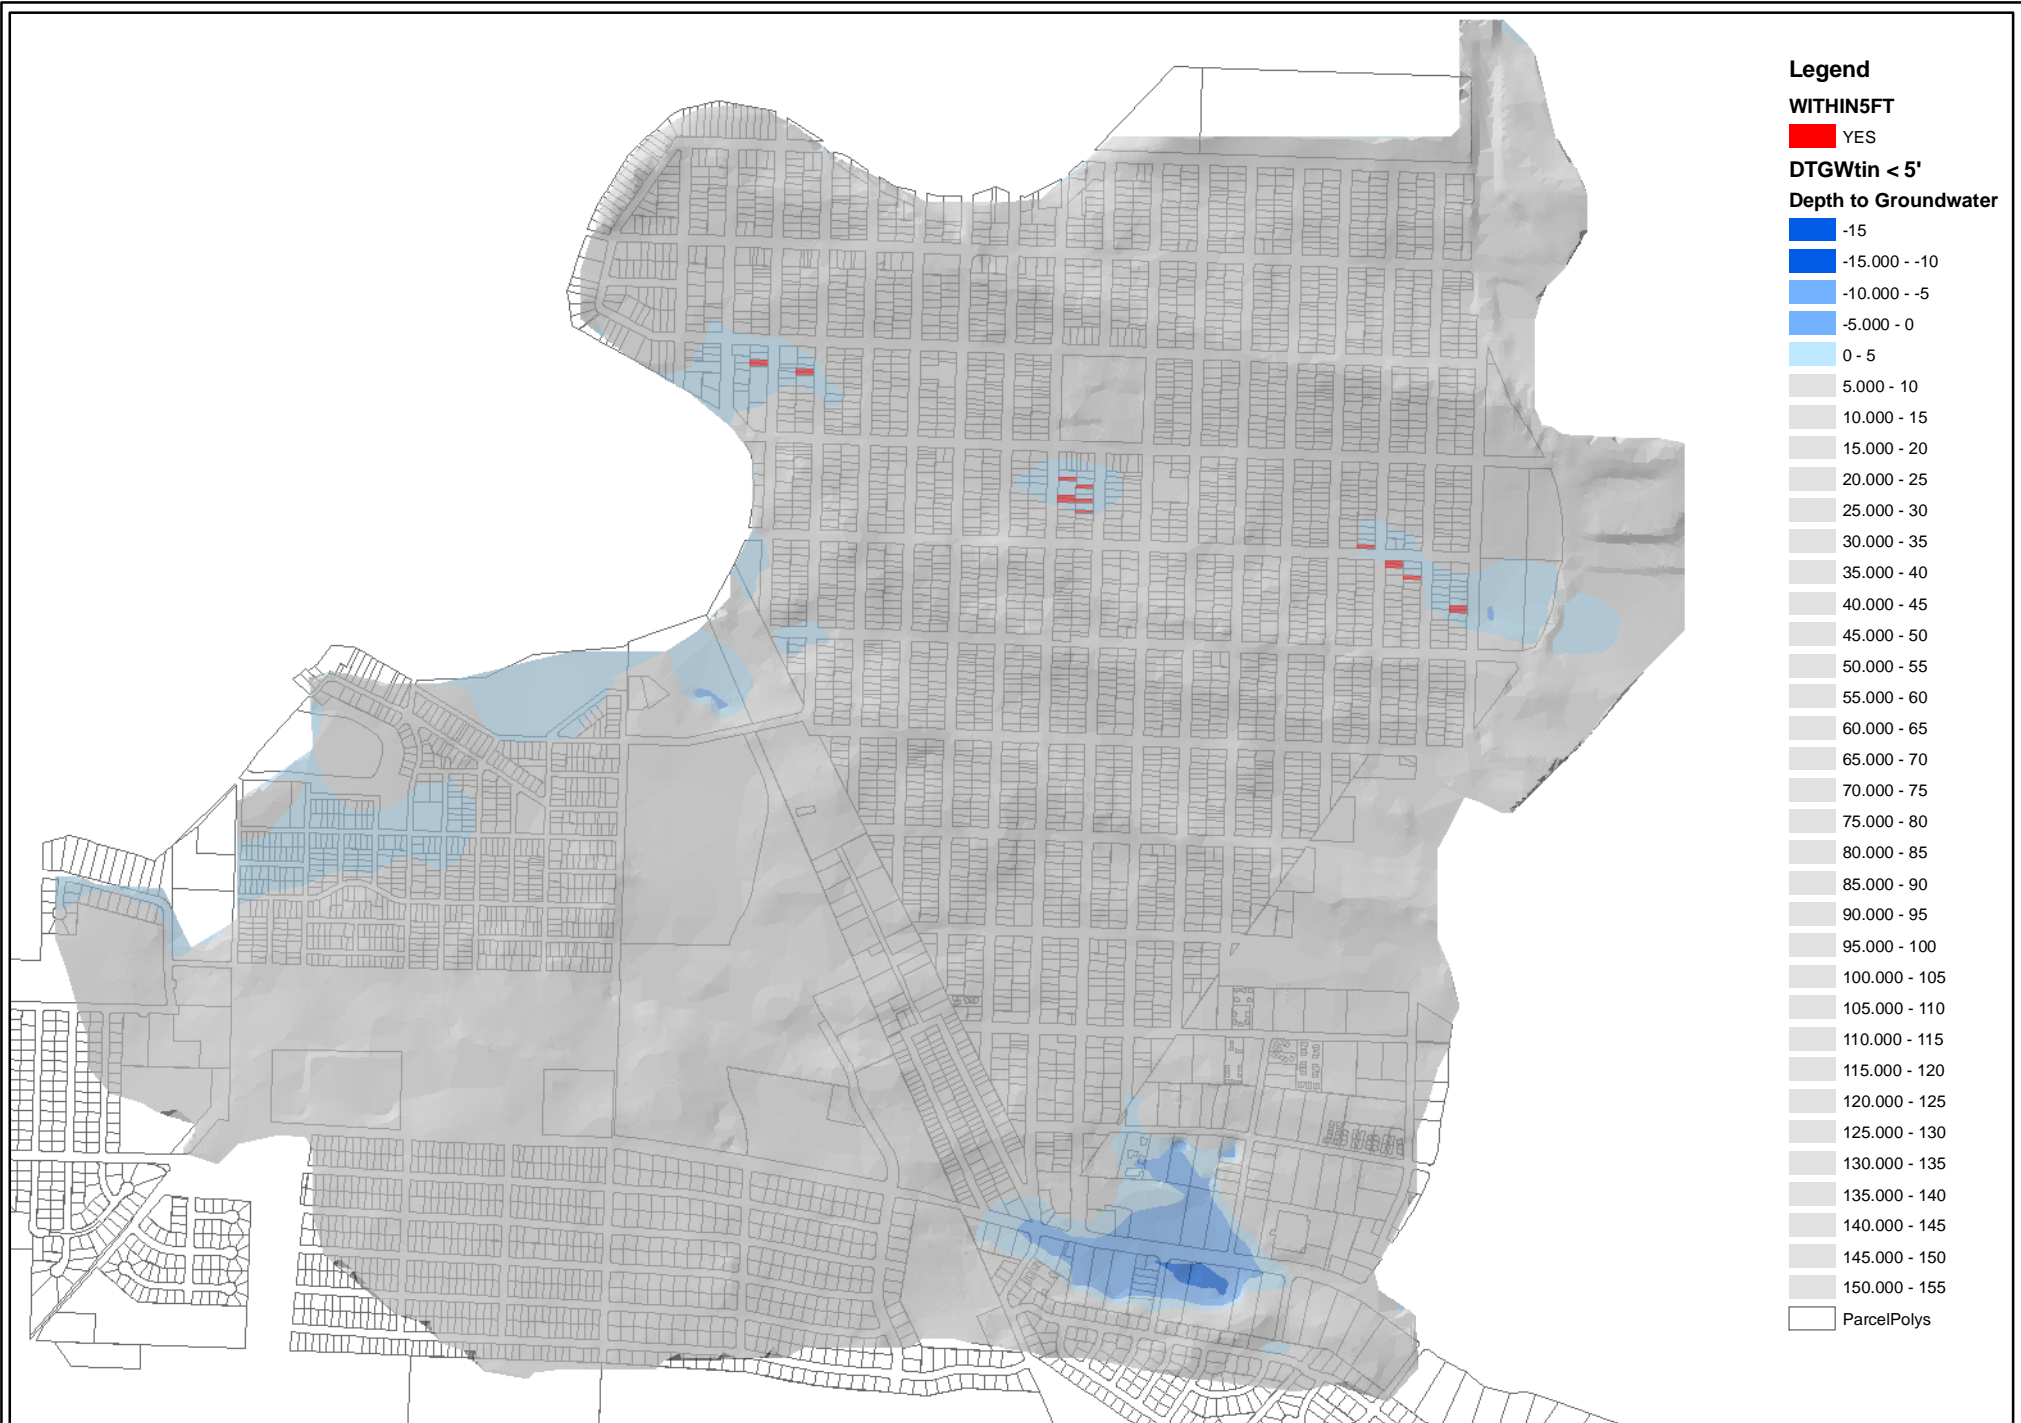 Legend
WITHIN5FT
YES
DTGWtin < 5'
Depth to Groundwater
-15
-15.000 - -10
-10.000 - -5
-5.000 - 0
0 - 5
5.000 - 10
10.000 - 15
15.000 - 20
20.000 - 25
25.000 - 30
30.000 - 35
35.000 - 40
40.000 - 45
45.000 - 50
50.000 - 55
55.000 - 60
60.000 - 65
65.000 - 70
70.000 - 75
75.000 - 80
80.000 - 85
85.000 - 90
90.000 - 95
95.000 - 100
100.000 - 105
105.000 - 110
110.000 - 115
115.000 - 120
120.000 - 125
125.000 - 130
130.000 - 135
135.000 - 140
140.000 - 145
145.000 - 150
150.000 - 155
ParcelPolys